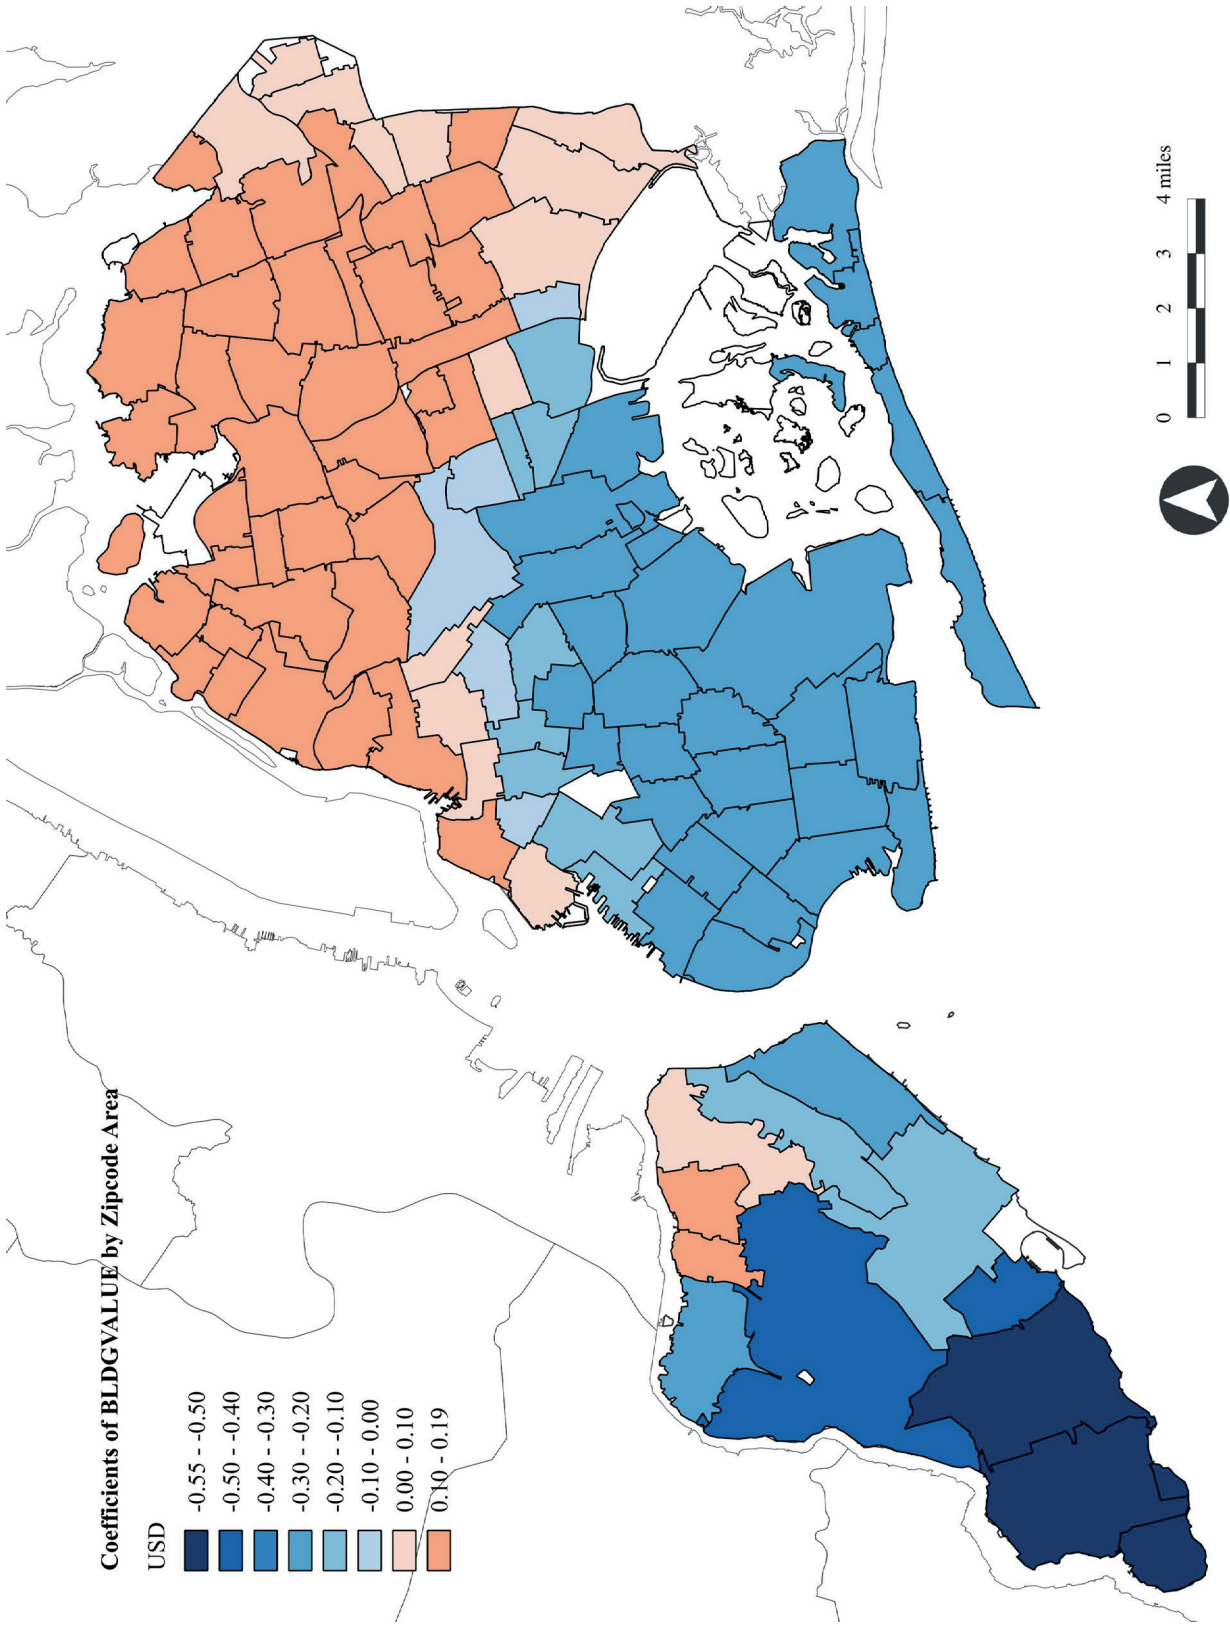 Coefficients of BLDGVALUE by Zipcode Area
USD
-0.55 - -0.50
-0.50 - -0.40
-0.40 - -0.30
-0.30 - -0.20
-0.20 - -0.10
-0.10 - 0.00
0.00 - 0.10
0.10 - 0.19
0 1 2 3 4 miles